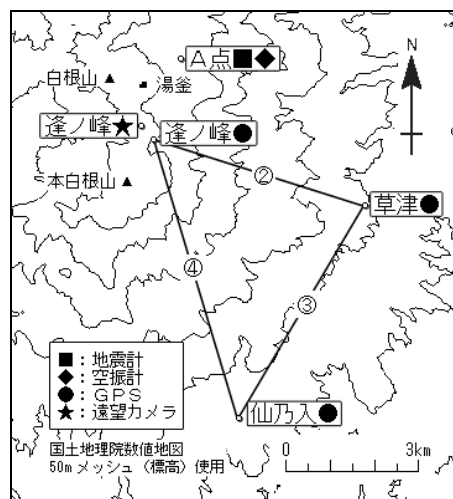 N
A点■◆
白根山▲
湯釜
逢ノ峰★
逢ノ峰●
②
本白根山▲
草津●
④
③
■：地震計
◆：空振計
●：GPS
★：遠望カメラ
仙乃入●
国土地理院数値地図
50mメッシュ（標高）使用
0 3km